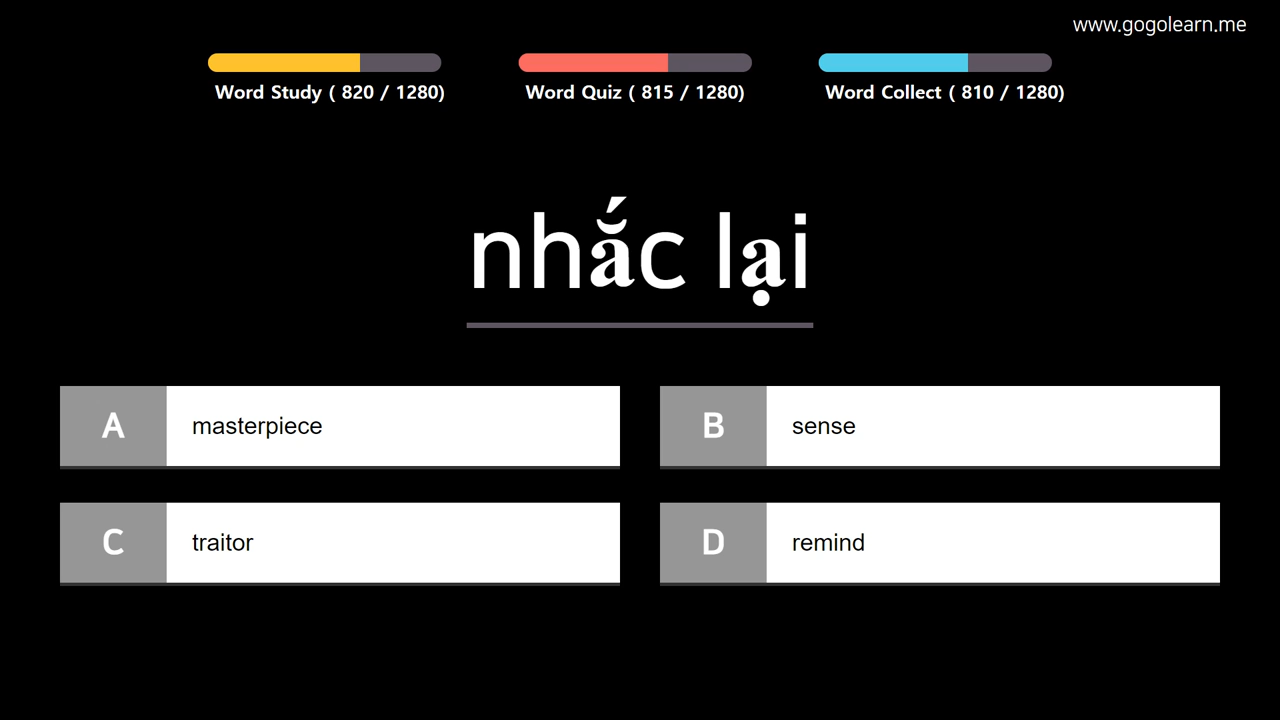 www.gogolearn.me
Word Study ( 820 / 1280)
Word Quiz ( 815 / 1280)
Word Collect ( 810 / 1280)
nhắc lại
A masterpiece
B sense
C traitor
D remind